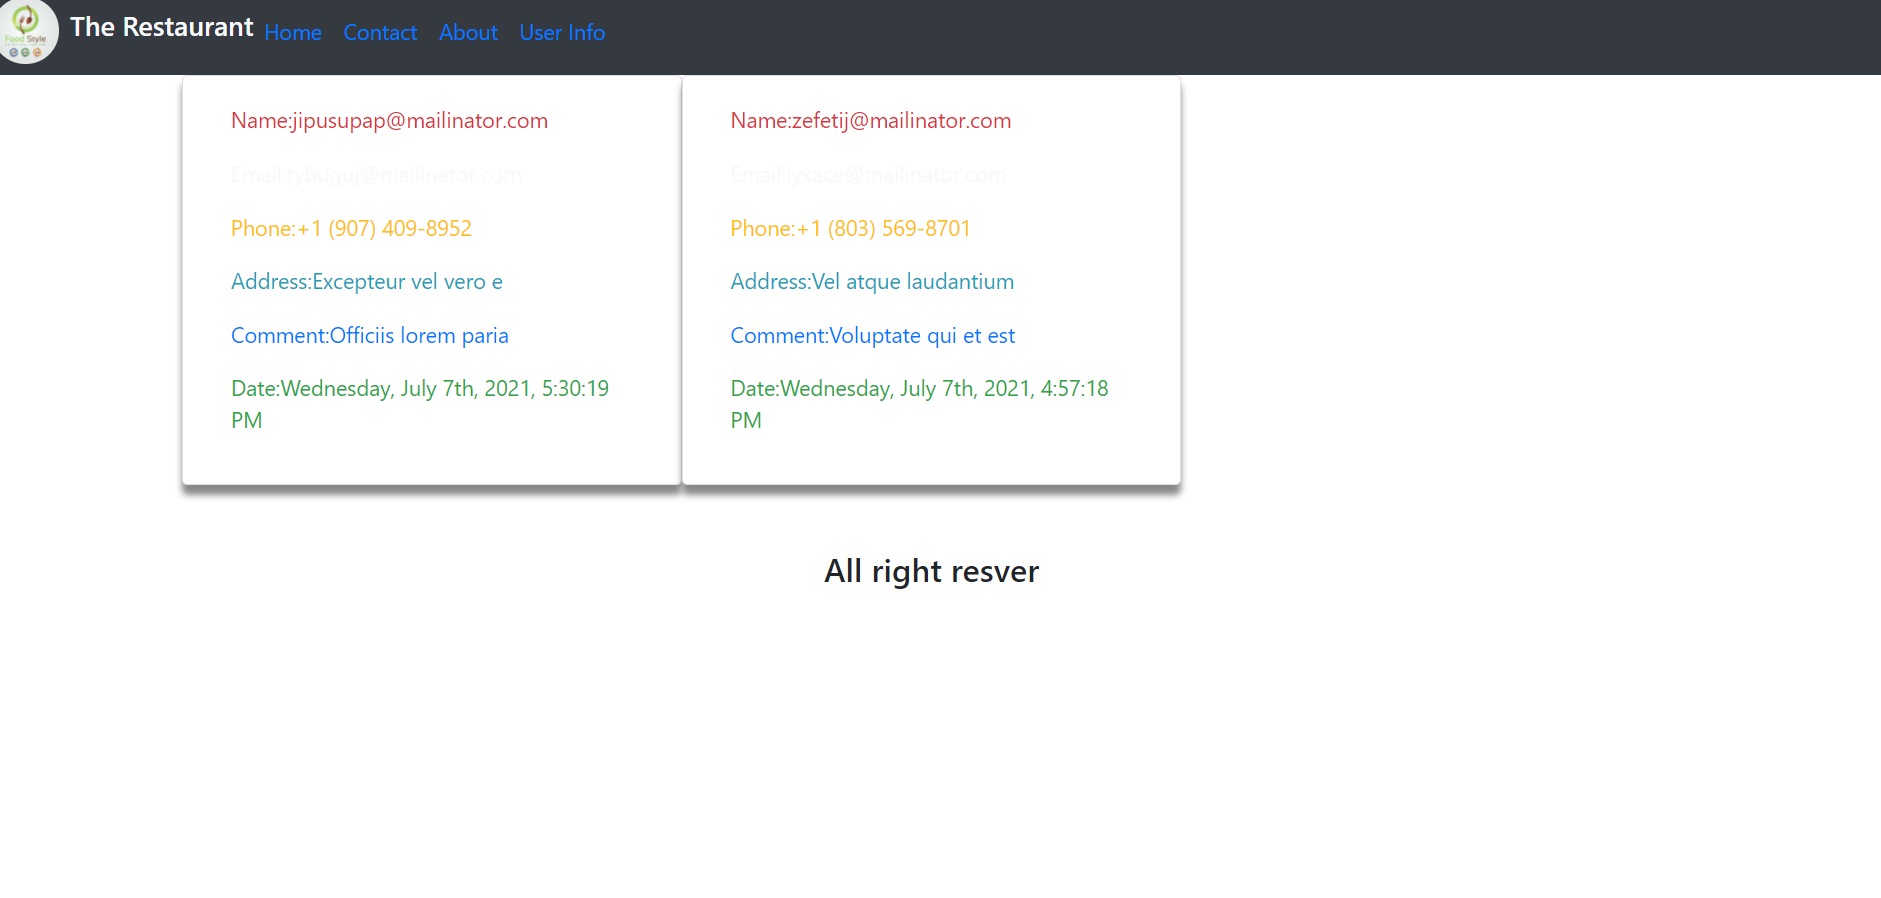 Food Style
The Restaurant Home Contact About User Info
Name:jipusupap@mailinator.com
Email:tybuguj@mailinator.com
Phone:+1 (907) 409-8952
Address:Excepteur vel vero e
Comment:Officiis lorem paria
Date:Wednesday, July 7th, 2021, 5:30:19
PM
Name:zefetij@mailinator.com
Email:lyxace@mailinator.com
Phone:+1 (803) 569-8701
Address:Vel atque laudantium
Comment:Voluptate qui et est
Date:Wednesday, July 7th, 2021, 4:57:18
PM
All right resver